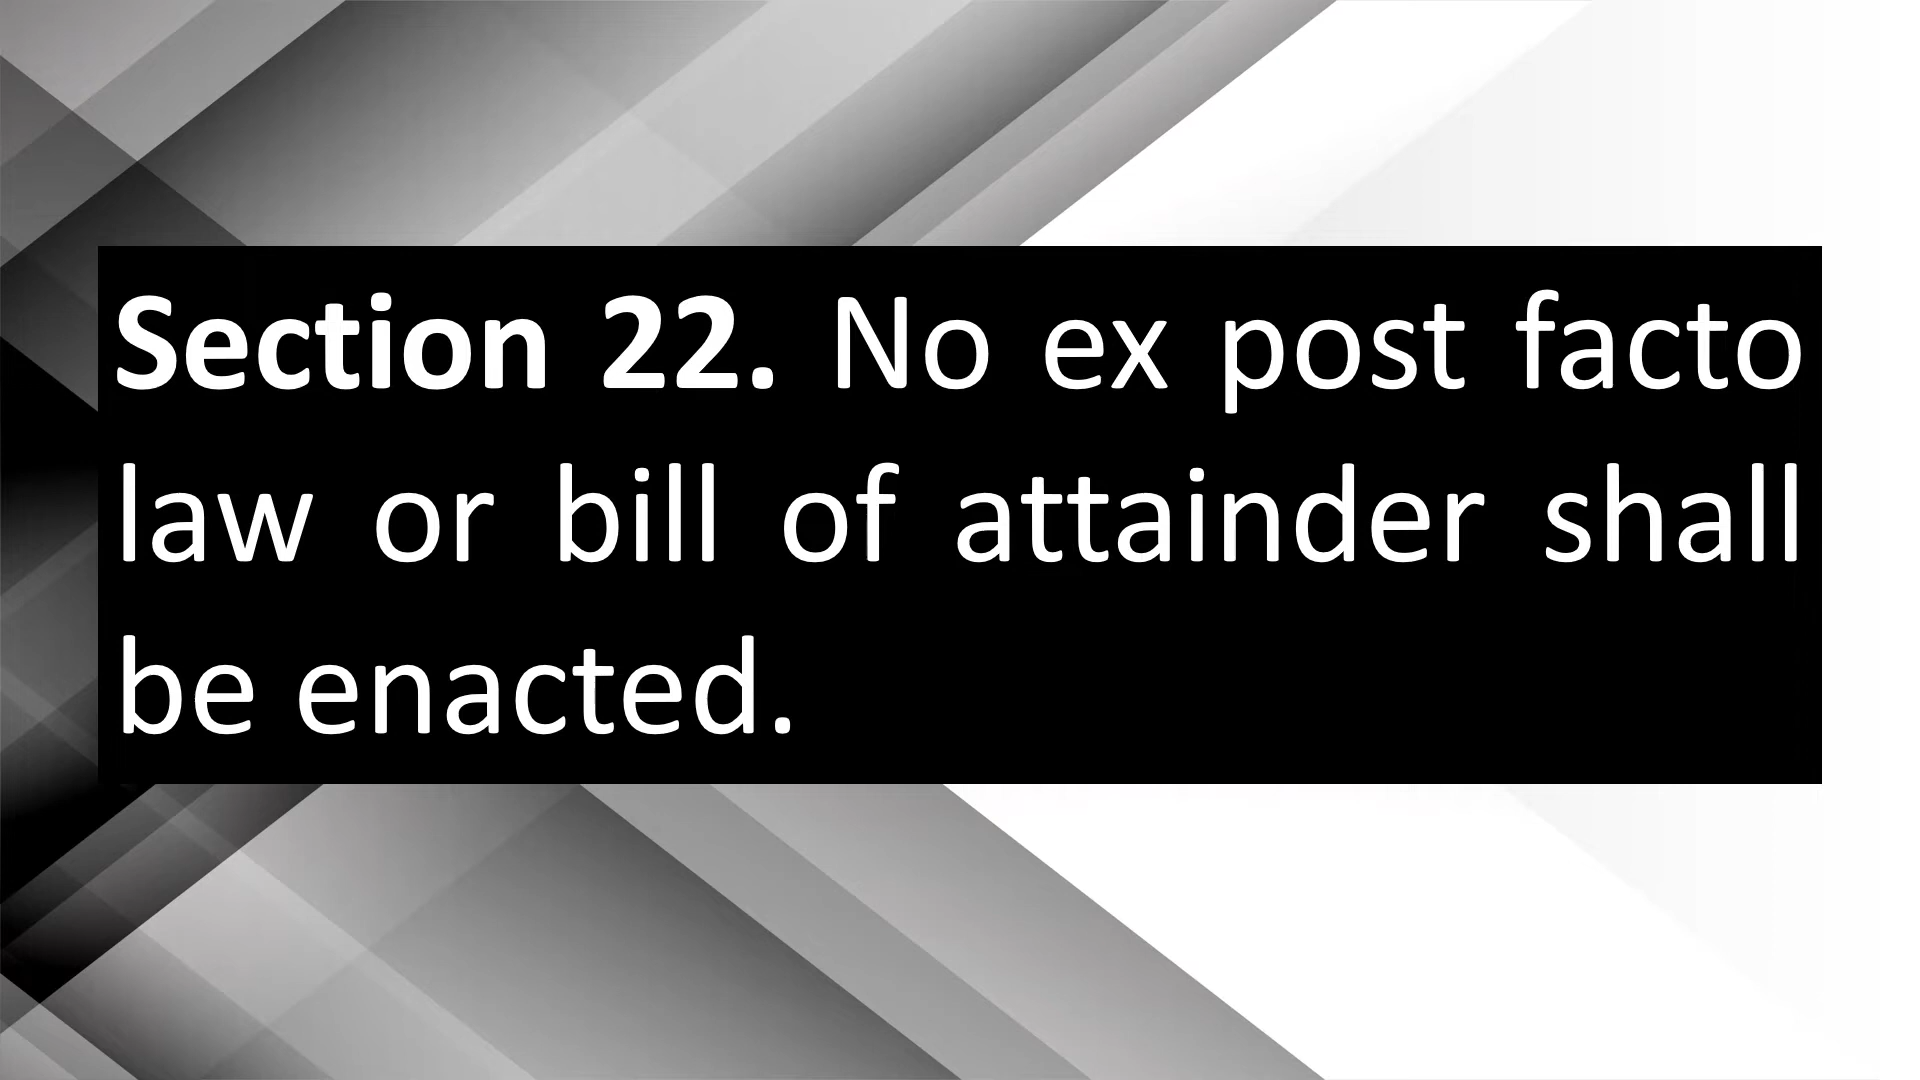 Section 22. No ex post facto
law or bill of attainder shall
be enacted.